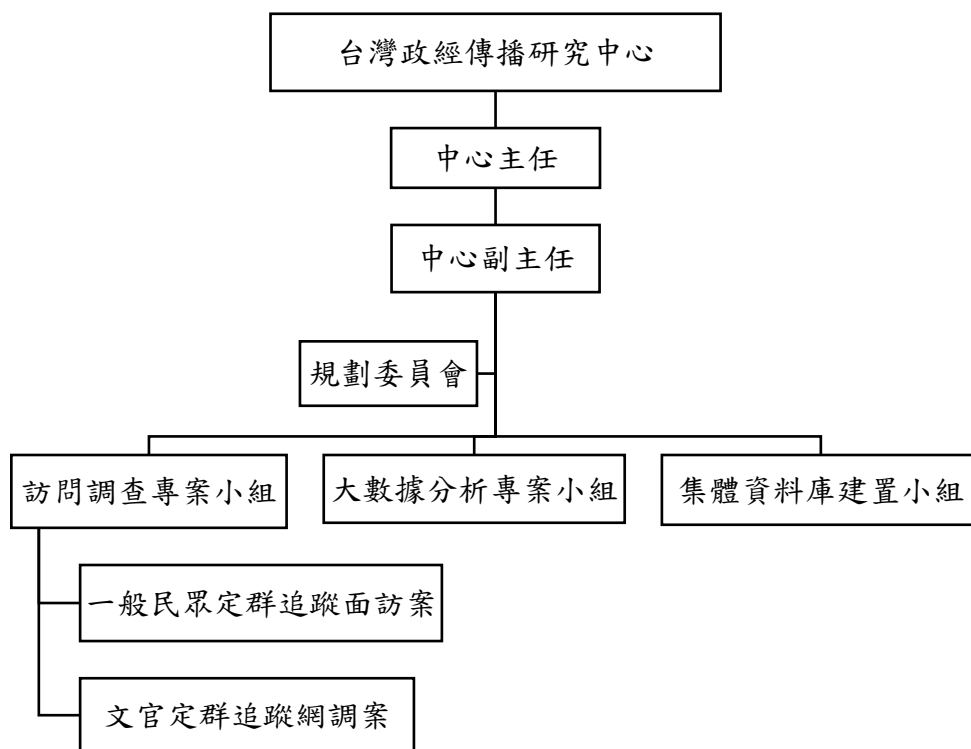 台灣政經傳播研究中心
中心主任
中心副主任
規劃委員會
訪問調查專案小組
大數據分析專案小組
集體資料庫建置小組
一般民眾定群追蹤面訪案
文官定群追蹤網調案